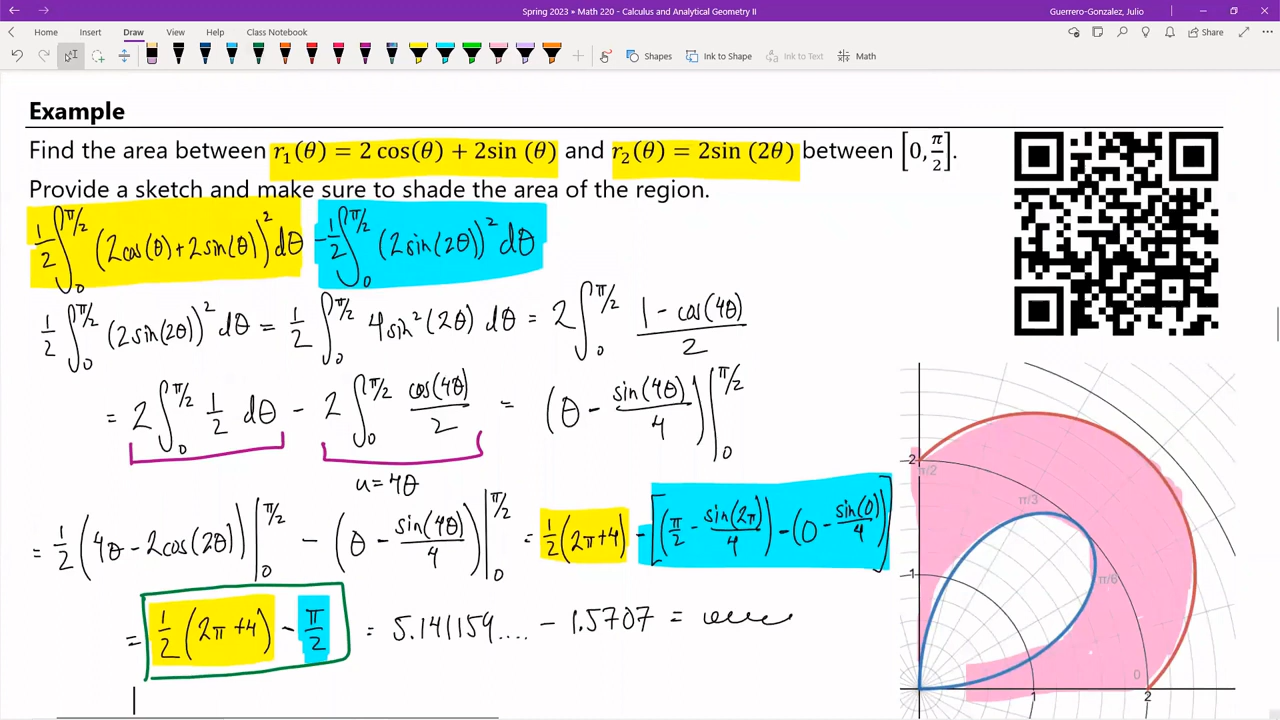 Spring 2023 » Math 220 - Calculus and Analytical Geometry II
Guerrero-Gonzalez, Julio
Home Insert Draw View Help Class Notebook Share
Shapes Ink to Shape Ink to Text Math
Example
Find the area between r₁(θ) = 2 cos(θ) + 2sin (θ) and r₂(θ) = 2sin (2θ) between [0, π/2].
Provide a sketch and make sure to shade the area of the region.
1/2 ∫₀^π/2 (2cos(θ)+2sin(θ))² dθ - 1/2 ∫₀^π/2 (2sin(2θ))² dθ
1/2 ∫₀^π/2 (2sin(2θ))² dθ = 1/2 ∫₀^π/2 4sin²(2θ) dθ = 2 ∫₀^π/2 (1 - cos(4θ))/2
= 2 ∫₀^π/2 1/2 dθ - 2 ∫₀^π/2 cos(4θ)/2 = (θ - sin(4θ)/4) |₀^π/2
u = 4θ
= 1/2 (4θ - 2cos(2θ)) |₀^π/2 - (θ - sin(4θ)/4) |₀^π/2 = 1/2 (2π+4) - [(π/2 - sin(2π)/4) - (0 - sin(0)/4)]
= 1/2 (2π+4) - π/2 = 5.141159.... - 1.5707 =
2
π/2
π/3
1
π/6
0
1
2